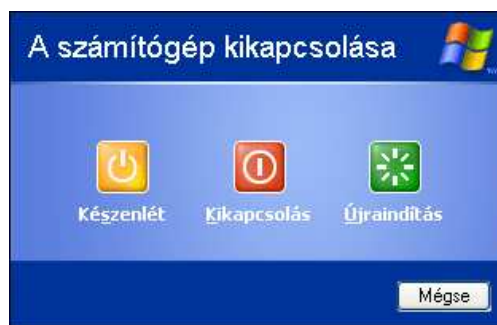 A számítógép kikapcsolása
Készenlét Kikapcsolás Újraindítás
Mégse